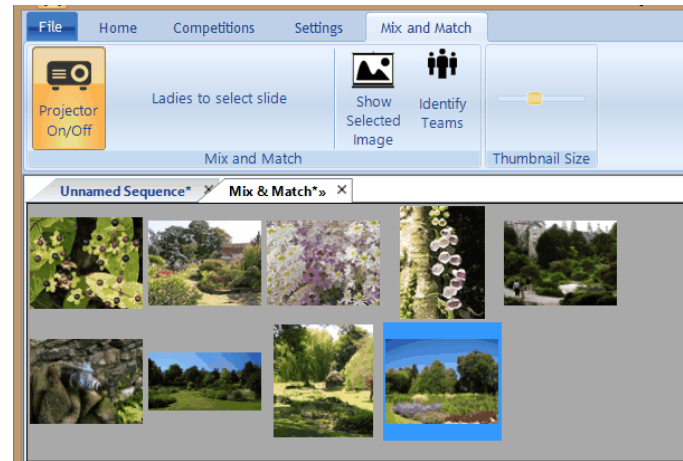 File Home Competitions Settings Mix and Match
Projector
On/Off
Ladies to select slide
Show
Selected
Image
Identify
Teams
Mix and Match
Thumbnail Size
Unnamed Sequence* × Mix & Match*» ×